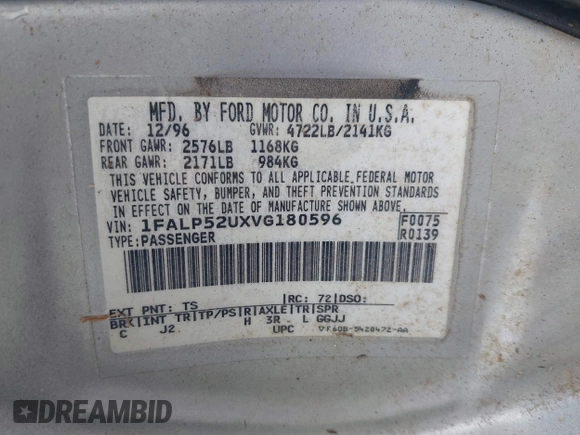 MFD. BY FORD MOTOR CO. IN U.S.A.
DATE: 12/96 GVWR: 4722LB/2141KG
FRONT GAWR: 2576LB 1168KG
REAR GAWR: 2171LB 984KG
THIS VEHICLE CONFORMS TO ALL APPLICABLE FEDERAL MOTOR
VEHICLE SAFETY, BUMPER, AND THEFT PREVENTION STANDARDS
IN EFFECT ON THE DATE OF MANUFACTURE SHOWN ABOVE.
VIN: 1FALP52UXVG180596 F0075
TYPE: PASSENGER R0139
EXT PNT: TS |RC: 72|DSO:
BRK|INT TR|TP/PS|R|AXLE|TR|SPR
C J2 H 3R L GGJJ
UPC
DREAMBID